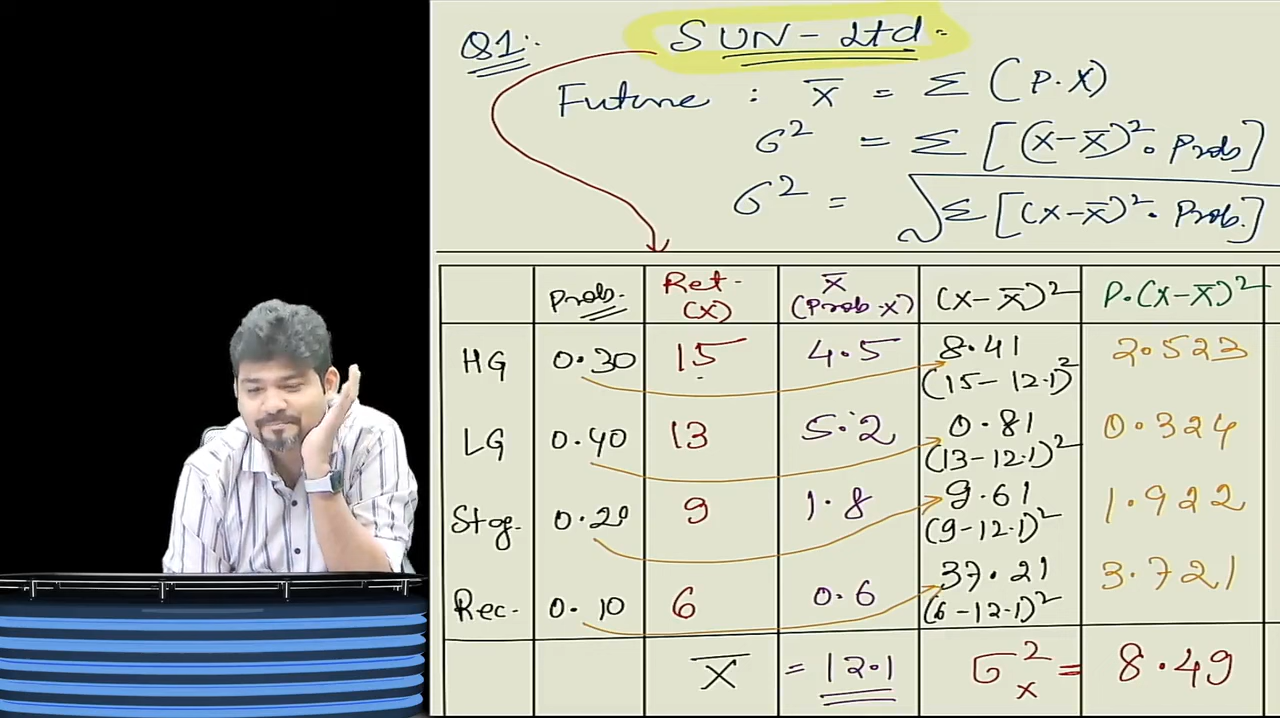 Q1:. SUN-Ltd.
Future : x̅ = Σ (P.X)
σ² = Σ [(X-X̅)². Prob]
σ² = √Σ [(X-X̅)². Prob.]
Prob. Ret. (X) X̅ (Prob.X) (X-X̅)² P.(X-X̅)²
HG 0.30 15 4.5 8.41 (15-12.1)² 2.523
LG 0.40 13 5.2 0.81 (13-12.1)² 0.324
Stag. 0.20 9 1.8 9.61 (9-12.1)² 1.922
Rec. 0.10 6 0.6 37.21 (6-12.1)² 3.721
X̅ = 12.1 σ²x = 8.49